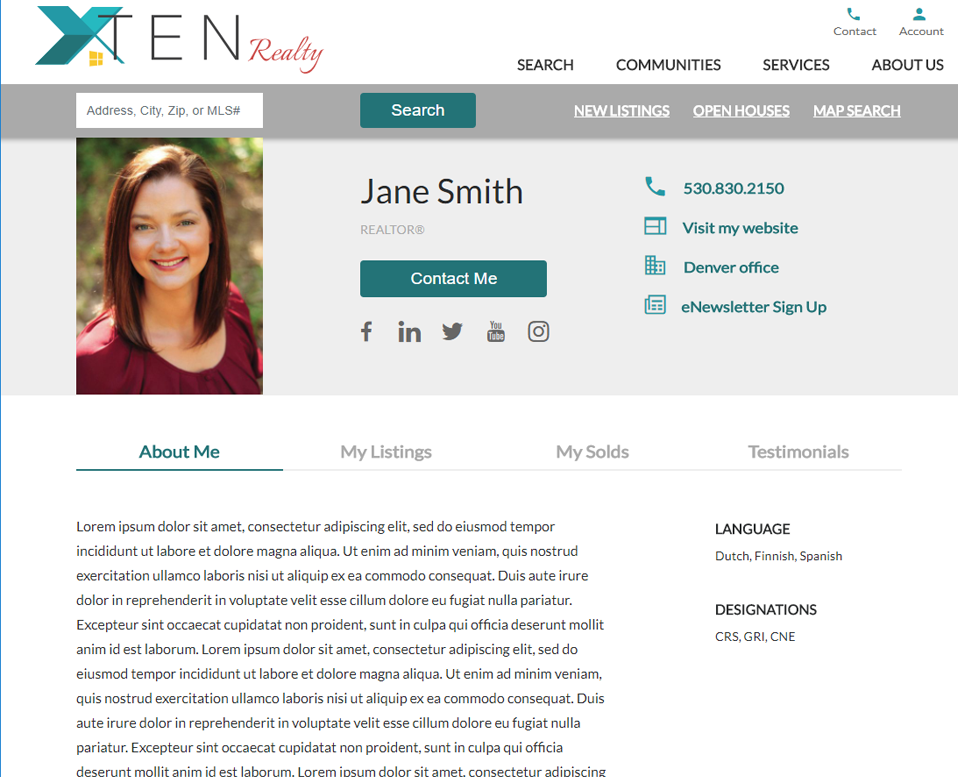 XTEN Realty
Contact
Account
SEARCH COMMUNITIES SERVICES ABOUT US
Address, City, Zip, or MLS#
Search
NEW LISTINGS OPEN HOUSES MAP SEARCH
Jane Smith
REALTOR®
Contact Me
You
Tube
530.830.2150
Visit my website
Denver office
eNewsletter Sign Up
About Me My Listings My Solds Testimonials
Lorem ipsum dolor sit amet, consectetur adipiscing elit, sed do eiusmod tempor
incididunt ut labore et dolore magna aliqua. Ut enim ad minim veniam, quis nostrud
exercitation ullamco laboris nisi ut aliquip ex ea commodo consequat. Duis aute irure
dolor in reprehenderit in voluptate velit esse cillum dolore eu fugiat nulla pariatur.
Excepteur sint occaecat cupidatat non proident, sunt in culpa qui officia deserunt mollit
anim id est laborum. Lorem ipsum dolor sit amet, consectetur adipiscing elit, sed do
eiusmod tempor incididunt ut labore et dolore magna aliqua. Ut enim ad minim veniam,
quis nostrud exercitation ullamco laboris nisi ut aliquip ex ea commodo consequat. Duis
aute irure dolor in reprehenderit in voluptate velit esse cillum dolore eu fugiat nulla
pariatur. Excepteur sint occaecat cupidatat non proident, sunt in culpa qui officia
deserunt mollit anim id est laborum. Lorem ipsum dolor sit amet, consectetur adipiscing
LANGUAGE
Dutch, Finnish, Spanish
DESIGNATIONS
CRS, GRI, CNE